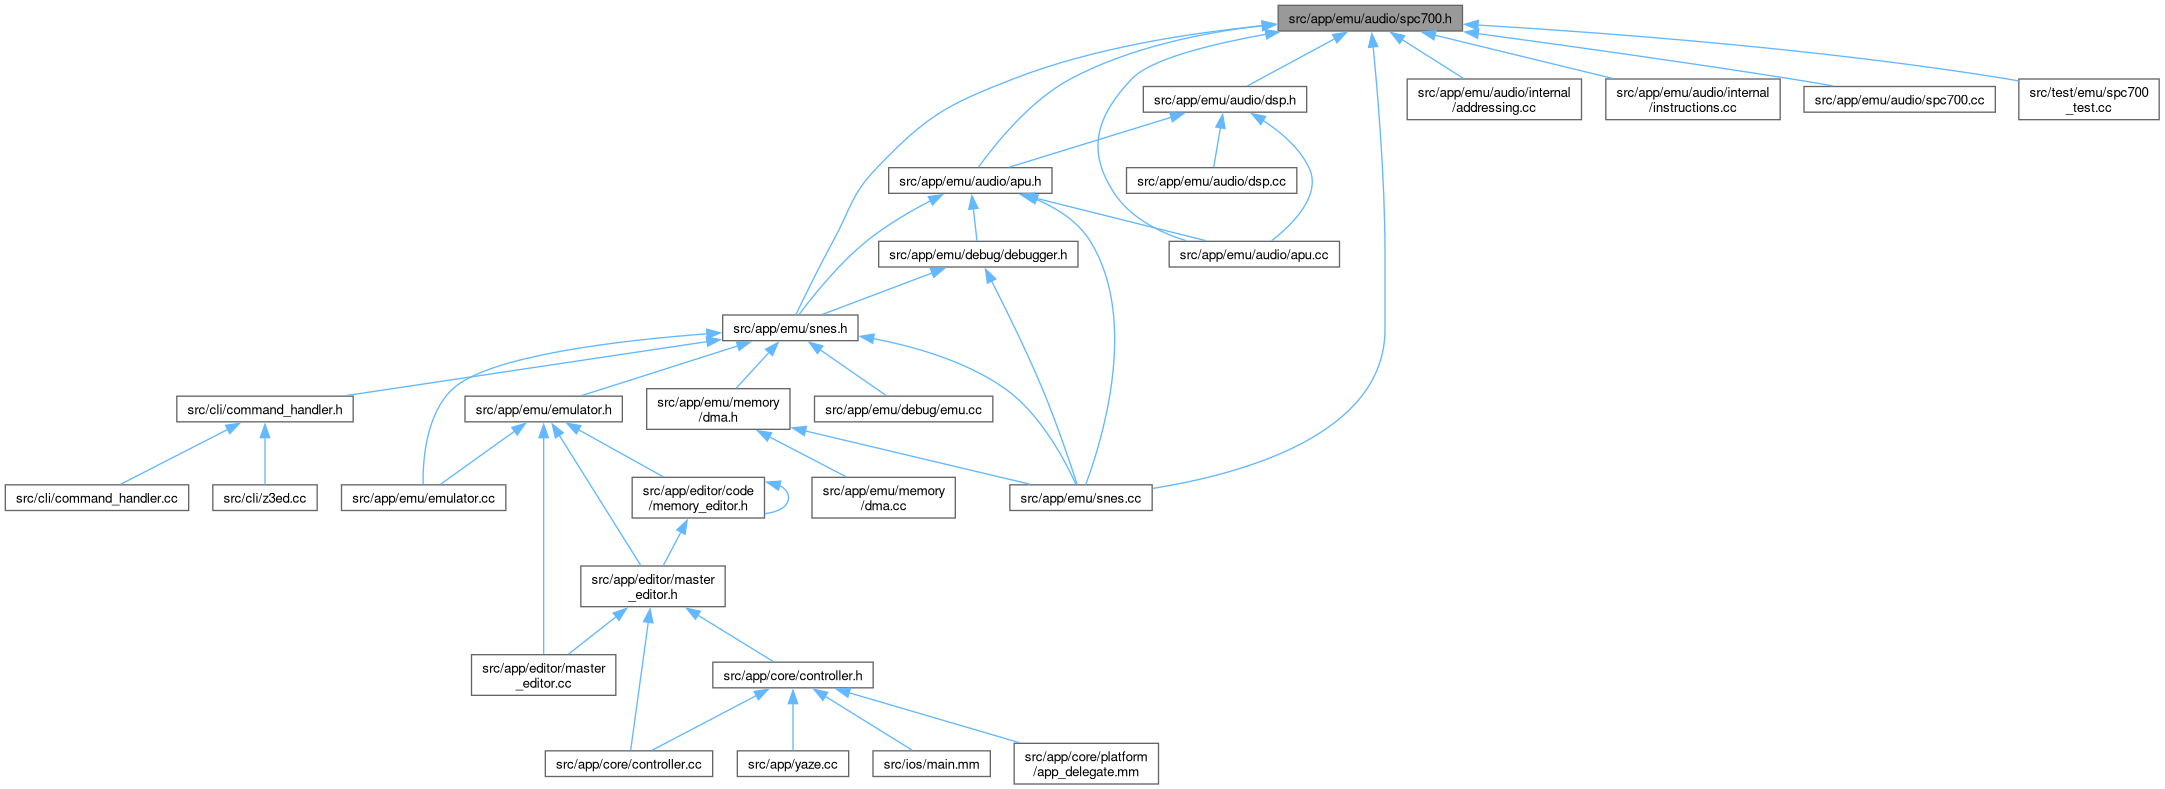 src/app/emu/audio/spc700.h
src/app/emu/audio/dsp.h
src/app/emu/audio/internal
/addressing.cc
src/app/emu/audio/internal
/instructions.cc
src/app/emu/audio/spc700.cc
src/test/emu/spc700
_test.cc
src/app/emu/audio/apu.h
src/app/emu/audio/dsp.cc
src/app/emu/debug/debugger.h
src/app/emu/audio/apu.cc
src/app/emu/snes.h
src/cli/command_handler.h
src/app/emu/emulator.h
src/app/emu/memory
/dma.h
src/app/emu/debug/emu.cc
src/cli/command_handler.cc
src/cli/z3ed.cc
src/app/emu/emulator.cc
src/app/editor/code
/memory_editor.h
src/app/emu/memory
/dma.cc
src/app/emu/snes.cc
src/app/editor/master
_editor.h
src/app/editor/master
_editor.cc
src/app/core/controller.h
src/app/core/controller.cc
src/app/yaze.cc
src/ios/main.mm
src/app/core/platform
/app_delegate.mm